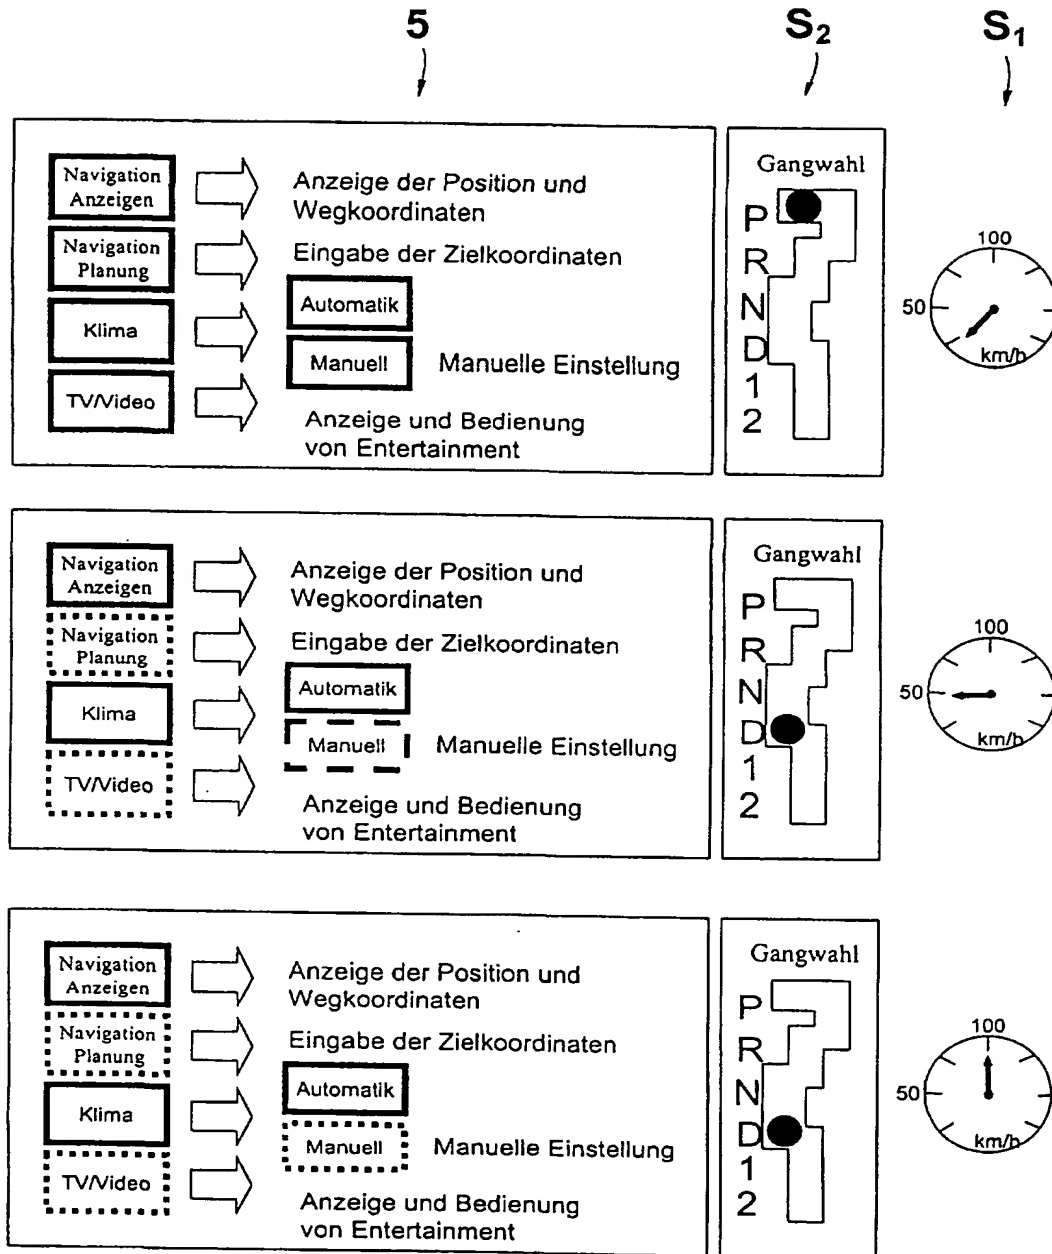 5
S2
S1
Navigation
Anzeigen
Anzeige der Position und
Wegkoordinaten
Navigation
Planung
Eingabe der Zielkoordinaten
Klima
Automatik
Manuell
Manuelle Einstellung
TV/Video
Anzeige und Bedienung
von Entertainment
Gangwahl
P
R
N
D
1
2
100
50
km/h
Navigation
Anzeigen
Anzeige der Position und
Wegkoordinaten
Navigation
Planung
Eingabe der Zielkoordinaten
Klima
Automatik
Manuell
Manuelle Einstellung
TV/Video
Anzeige und Bedienung
von Entertainment
Gangwahl
P
R
N
D
1
2
100
50
km/h
Navigation
Anzeigen
Anzeige der Position und
Wegkoordinaten
Navigation
Planung
Eingabe der Zielkoordinaten
Klima
Automatik
Manuell
Manuelle Einstellung
TV/Video
Anzeige und Bedienung
von Entertainment
Gangwahl
P
R
N
D
1
2
100
50
km/h